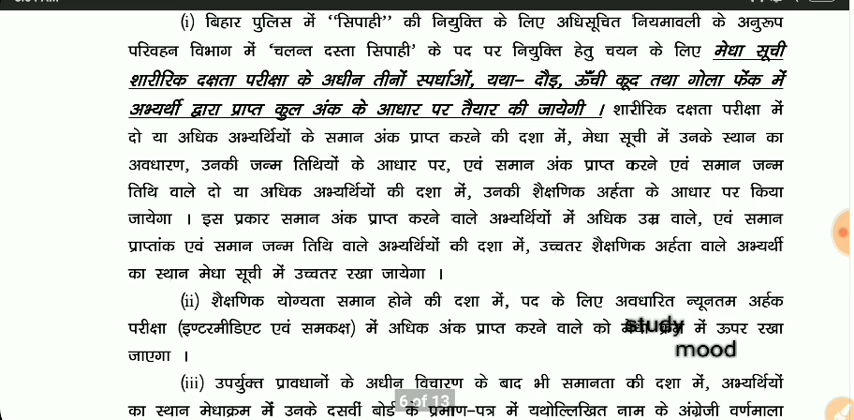 (i) बिहार पुलिस में “सिपाही” की नियुक्ति के लिए अधिसूचित नियमावली के अनुरूप
परिवहन विभाग में ‘चलन्त दस्ता सिपाही’ के पद पर नियुक्ति हेतु चयन के लिए मेधा सूची
शारीरिक दक्षता परीक्षा के अधीन तीनों स्पर्धाओं, यथा– दौड़, ऊँची कूद तथा गोला फेंक में
अभ्यर्थी द्वारा प्राप्त कुल अंक के आधार पर तैयार की जायेगी । शारीरिक दक्षता परीक्षा में
दो या अधिक अभ्यर्थियों के समान अंक प्राप्त करने की दशा में, मेधा सूची में उनके स्थान का
अवधारण, उनकी जन्म तिथियों के आधार पर, एवं समान अंक प्राप्त करने एवं समान जन्म
तिथि वाले दो या अधिक अभ्यर्थियों की दशा में, उनकी शैक्षणिक अर्हता के आधार पर किया
जायेगा । इस प्रकार समान अंक प्राप्त करने वाले अभ्यर्थियों में अधिक उम्र वाले, एवं समान
प्राप्तांक एवं समान जन्म तिथि वाले अभ्यर्थियों की दशा में, उच्चतर शैक्षणिक अर्हता वाले अभ्यर्थी
का स्थान मेधा सूची में उच्चतर रखा जायेगा ।
(ii) शैक्षणिक योग्यता समान होने की दशा में, पद के लिए अवधारित न्यूनतम अर्हक
परीक्षा (इण्टरमीडिएट एवं समकक्ष) में अधिक अंक प्राप्त करने वाले को study में ऊपर रखा
mood
जाएगा ।
(iii) उपर्युक्त प्रावधानों के अधीन विचारण के बाद भी समानता की दशा में, अभ्यर्थियों
6 of 13
का स्थान मेधाक्रम में उनके दसवीं बोर्ड के प्रमाण–पत्र में यथोल्लिखित नाम के अंग्रेजी वर्णमाला